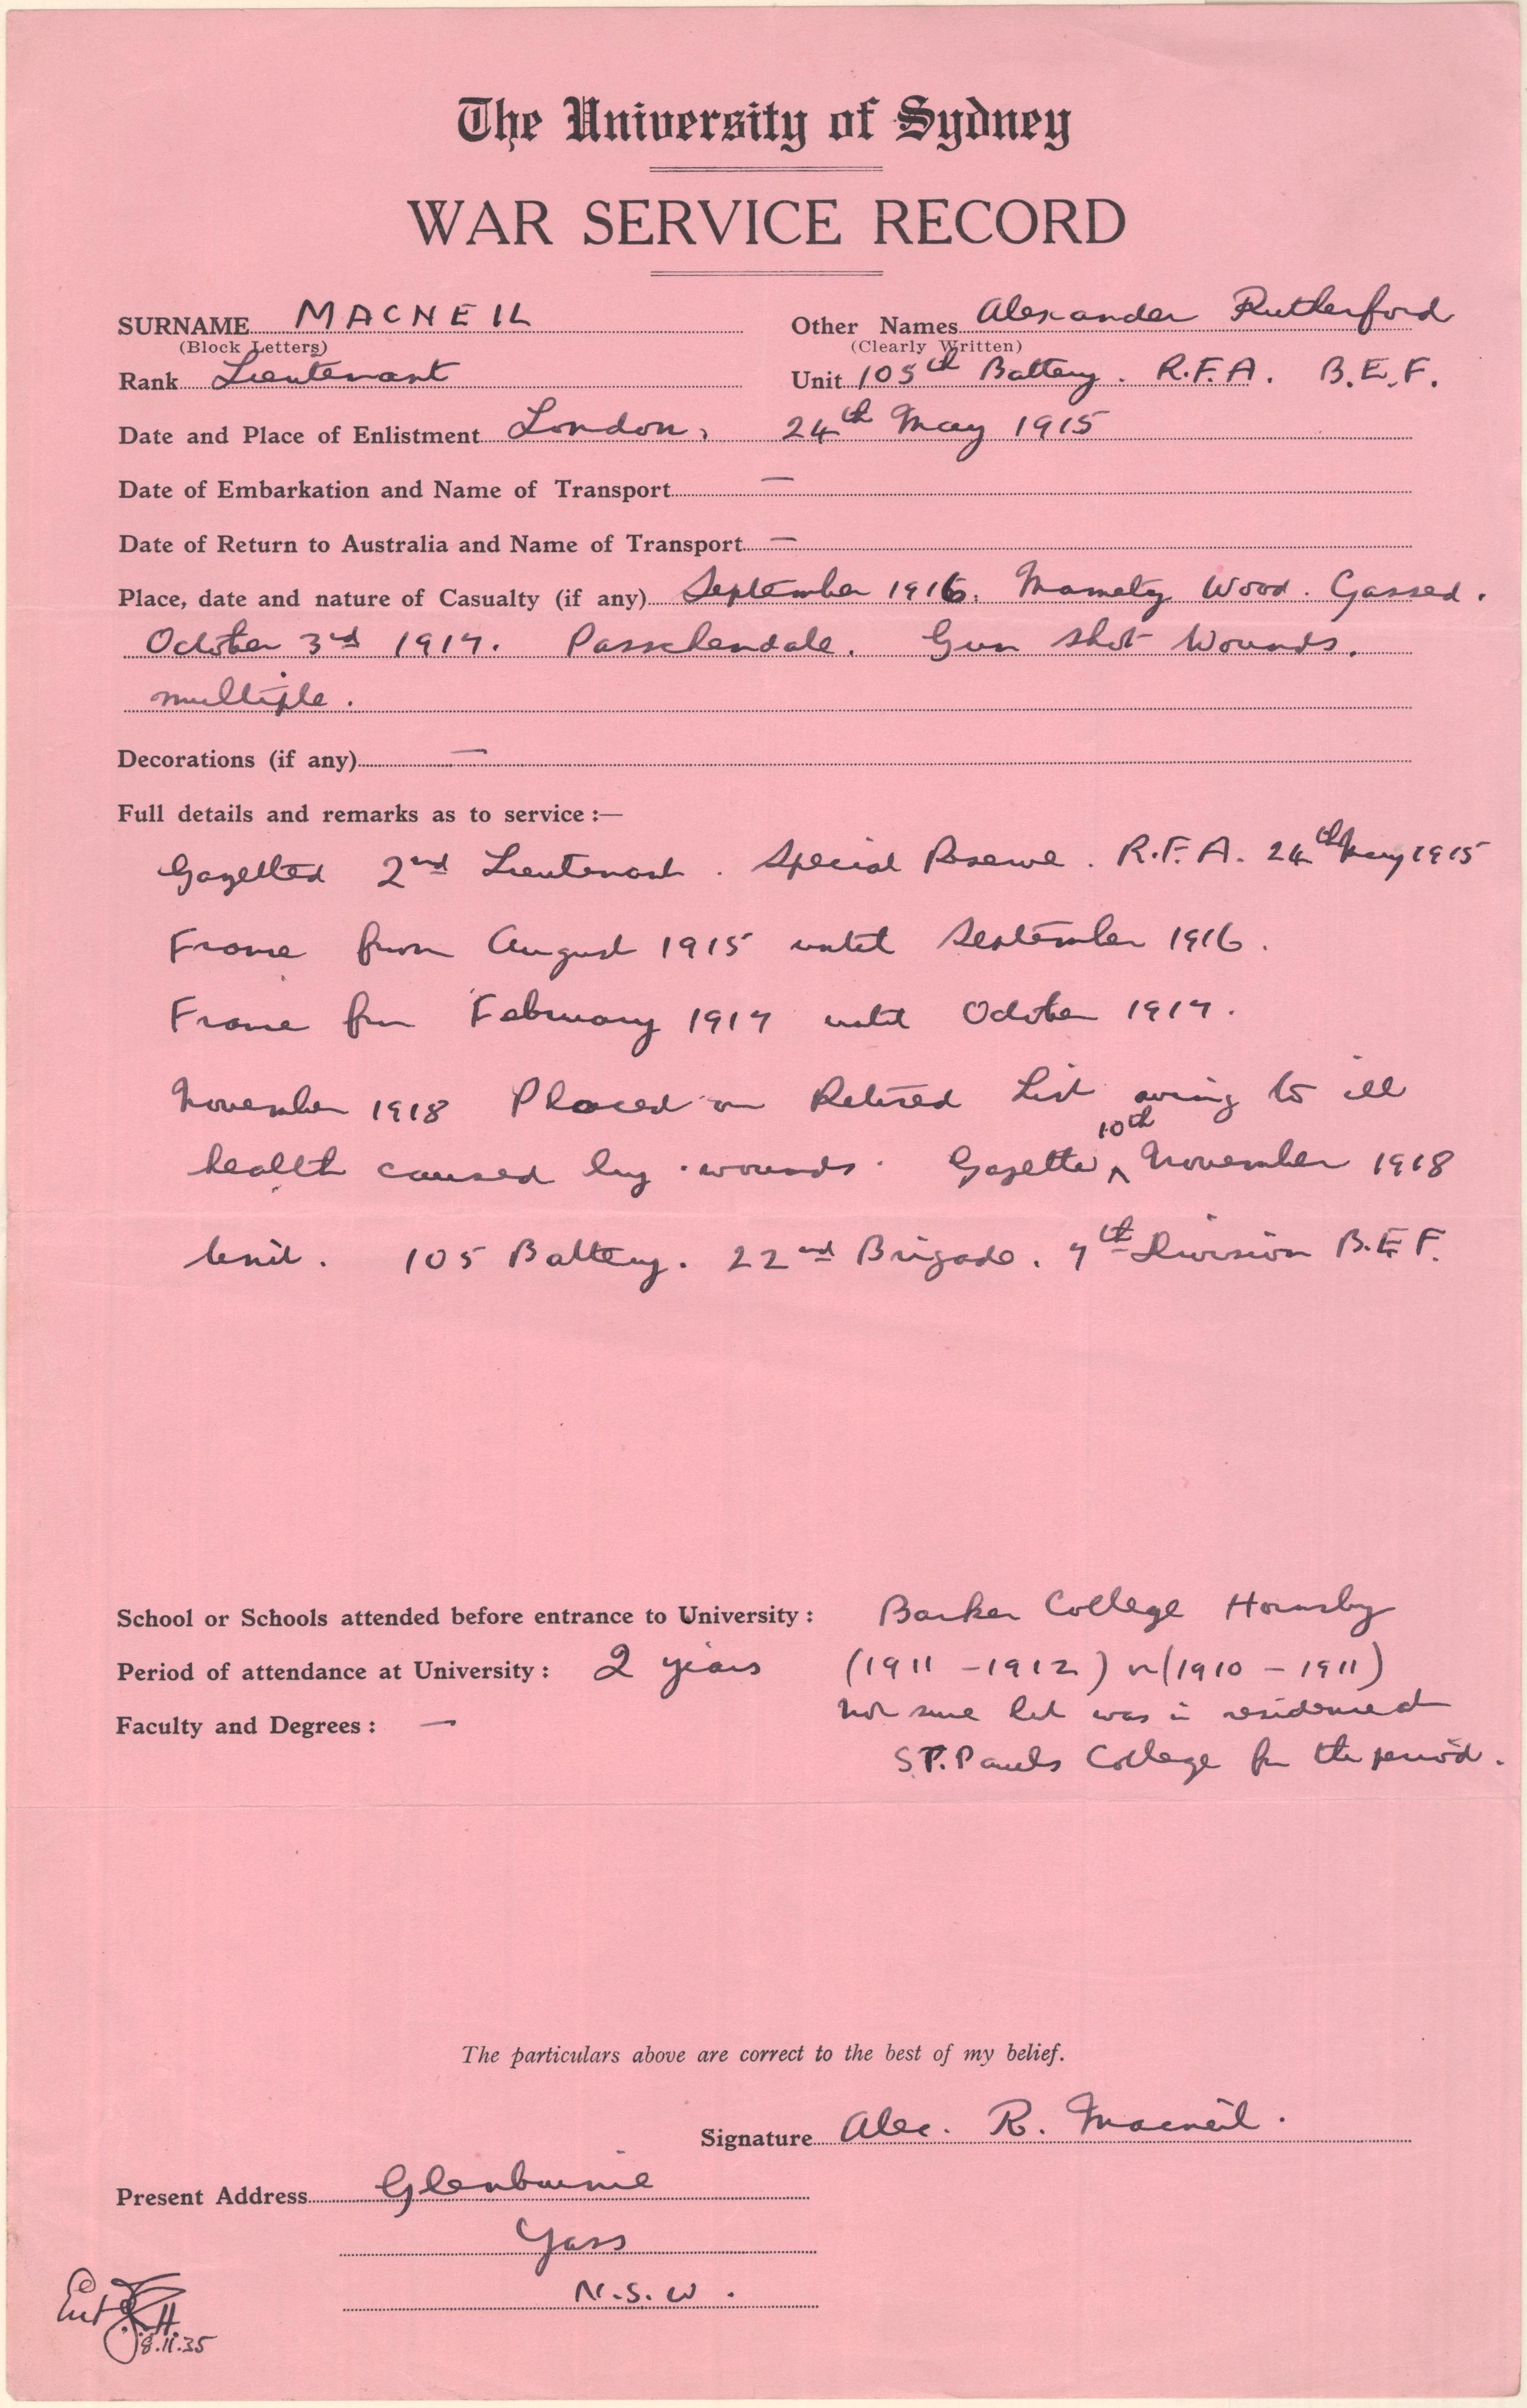 The University of Sydney
WAR SERVICE RECORD
SURNAME MACNEIL Other Names Alexander Rutherford
(Block Letters) (Clearly Written)
Rank Lieutenant Unit 105th Battery. R.F.A. B.E.F.
Date and Place of Enlistment London, 24th May 1915
Date of Embarkation and Name of Transport —
Date of Return to Australia and Name of Transport —
Place, date and nature of Casualty (if any) September 1916. Mametz Wood. Gassed.
October 3rd 1917. Passchendale. Gun shot Wounds.
multiple.
Decorations (if any) —
Full details and remarks as to service :—
Gazetted 2nd Lieutenant. Special Reserve. R.F.A. 24th May 1915
France from August 1915 until September 1916.
France from February 1917 until October 1917.
November 1918 Placed on Retired List owing to ill
health caused by wounds. Gazette 10th November 1918
Unit. 105 Battery. 22nd Brigade. 7th Division B.E.F.
School or Schools attended before entrance to University : Barker College Hornsby
Period of attendance at University : 2 years (1911 - 1912) or (1910 - 1911)
Faculty and Degrees : — not sure but was in residence at
ST. Pauls College for the period.
The particulars above are correct to the best of my belief.
Signature Alec. R. Macneil.
Present Address Glenburnie
Yass
N.S.W.
Ent
8.11.35